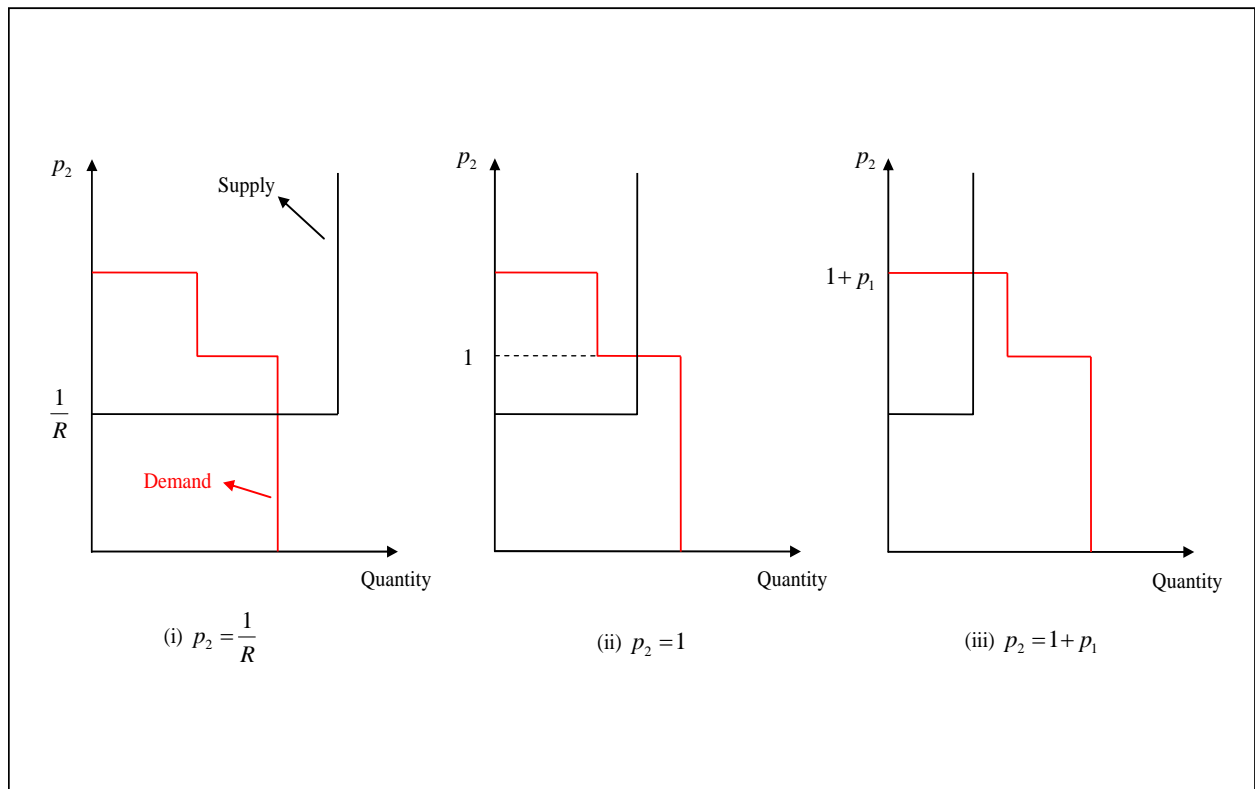 p₂
Supply
1/R
Demand
Quantity
(i) p₂ = 1/R
p₂
1
Quantity
(ii) p₂ = 1
p₂
1 + p₁
Quantity
(iii) p₂ = 1 + p₁